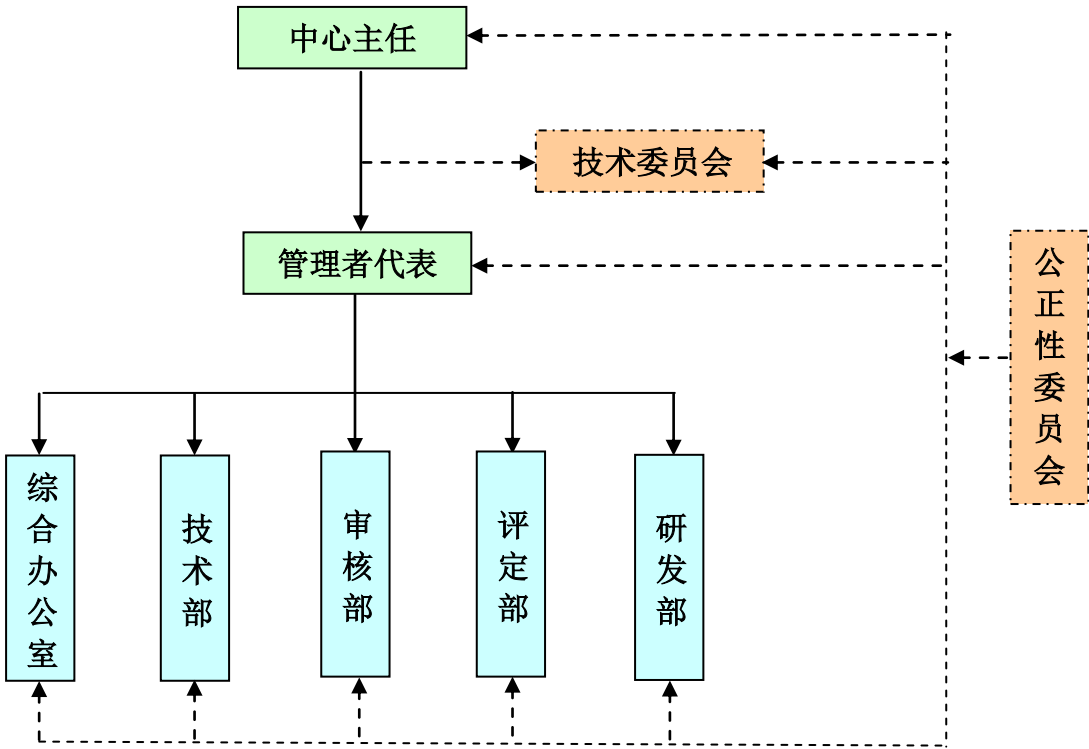 中心主任
技术委员会
管理者代表
公正性委员会
综合办公室
技术部
审核部
评定部
研发部